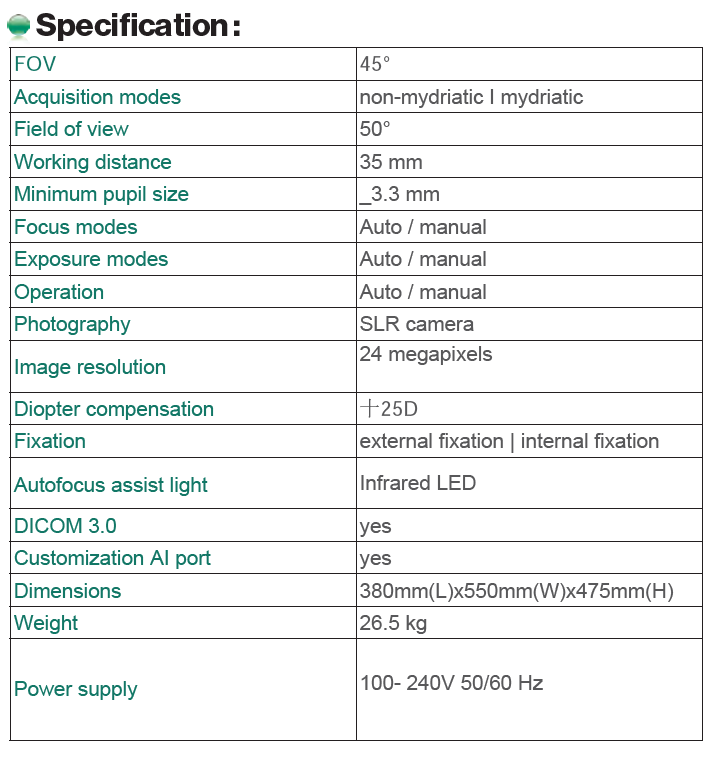 Specification:
FOV 45°
Acquisition modes non-mydriatic I mydriatic
Field of view 50°
Working distance 35 mm
Minimum pupil size _3.3 mm
Focus modes Auto / manual
Exposure modes Auto / manual
Operation Auto / manual
Photography SLR camera
Image resolution 24 megapixels
Diopter compensation 十25D
Fixation external fixation | internal fixation
Autofocus assist light Infrared LED
DICOM 3.0 yes
Customization AI port yes
Dimensions 380mm(L)x550mm(W)x475mm(H)
Weight 26.5 kg
Power supply 100- 240V 50/60 Hz